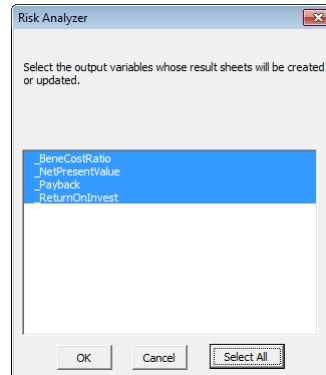 Risk Analyzer
Select the output variables whose result sheets will be created
or updated.
_BeneCostRatio
_NetPresentValue
_Payback
_ReturnOnInvest
OK Cancel Select All